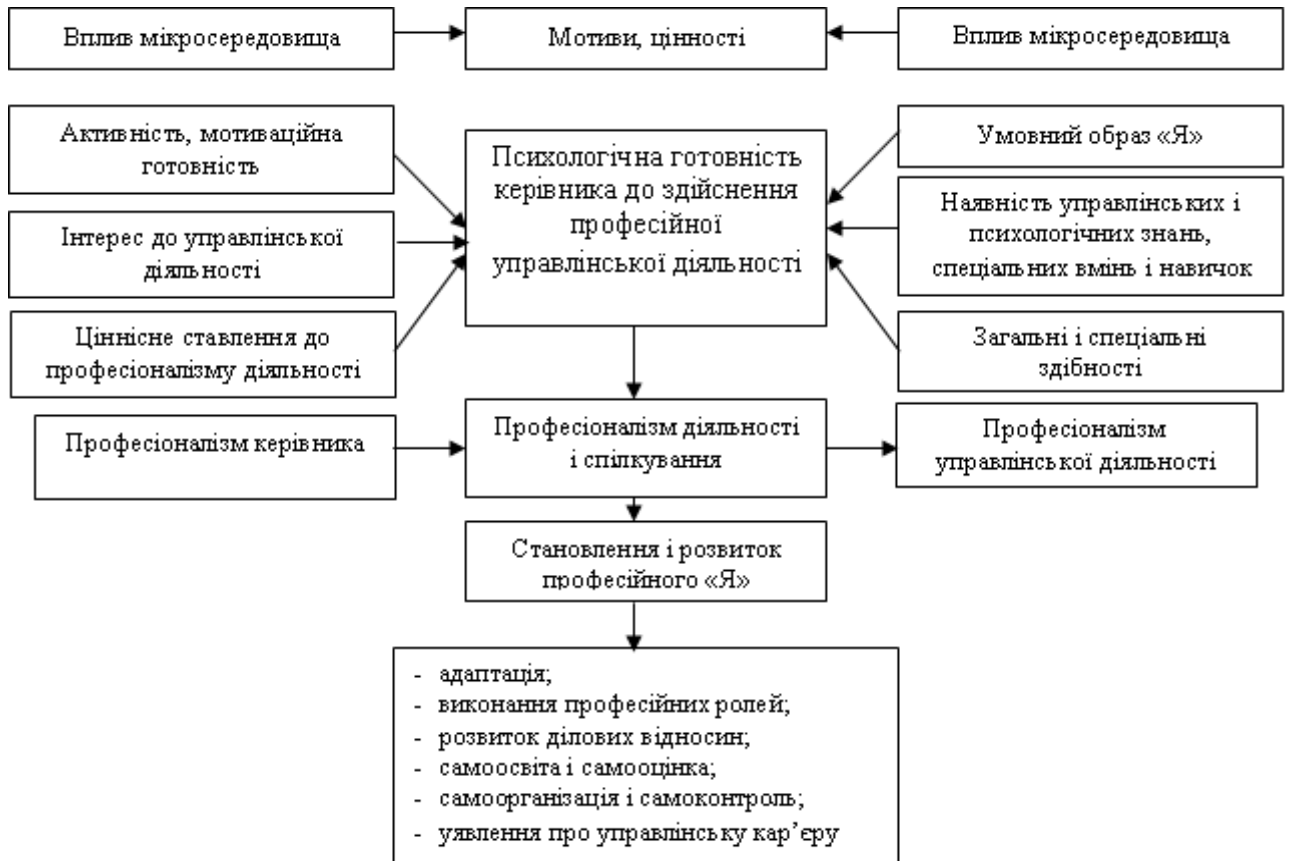 Вплив мікросередовища
Мотиви, цінності
Вплив мікросередовища
Активність, мотиваційна
готовність
Інтерес до управлінської
діяльності
Ціннісне ставлення до
професіоналізму діяльності
Психологічна готовність
керівника до здійснення
професійної
управлінської діяльності
Умовний образ «Я»
Наявність управлінських і
психологічних знань,
спеціальних вмінь і навичок
Загальні і спеціальні
здібності
Професіоналізм керівника
Професіоналізм діяльності
і спілкування
Професіоналізм
управлінської діяльності
Становлення і розвиток
професійного «Я»
- адаптація;
- виконання професійних ролей;
- розвиток ділових відносин;
- самоосвіта і самооцінка;
- самоорганізація і самоконтроль;
- уявлення про управлінську кар’єру